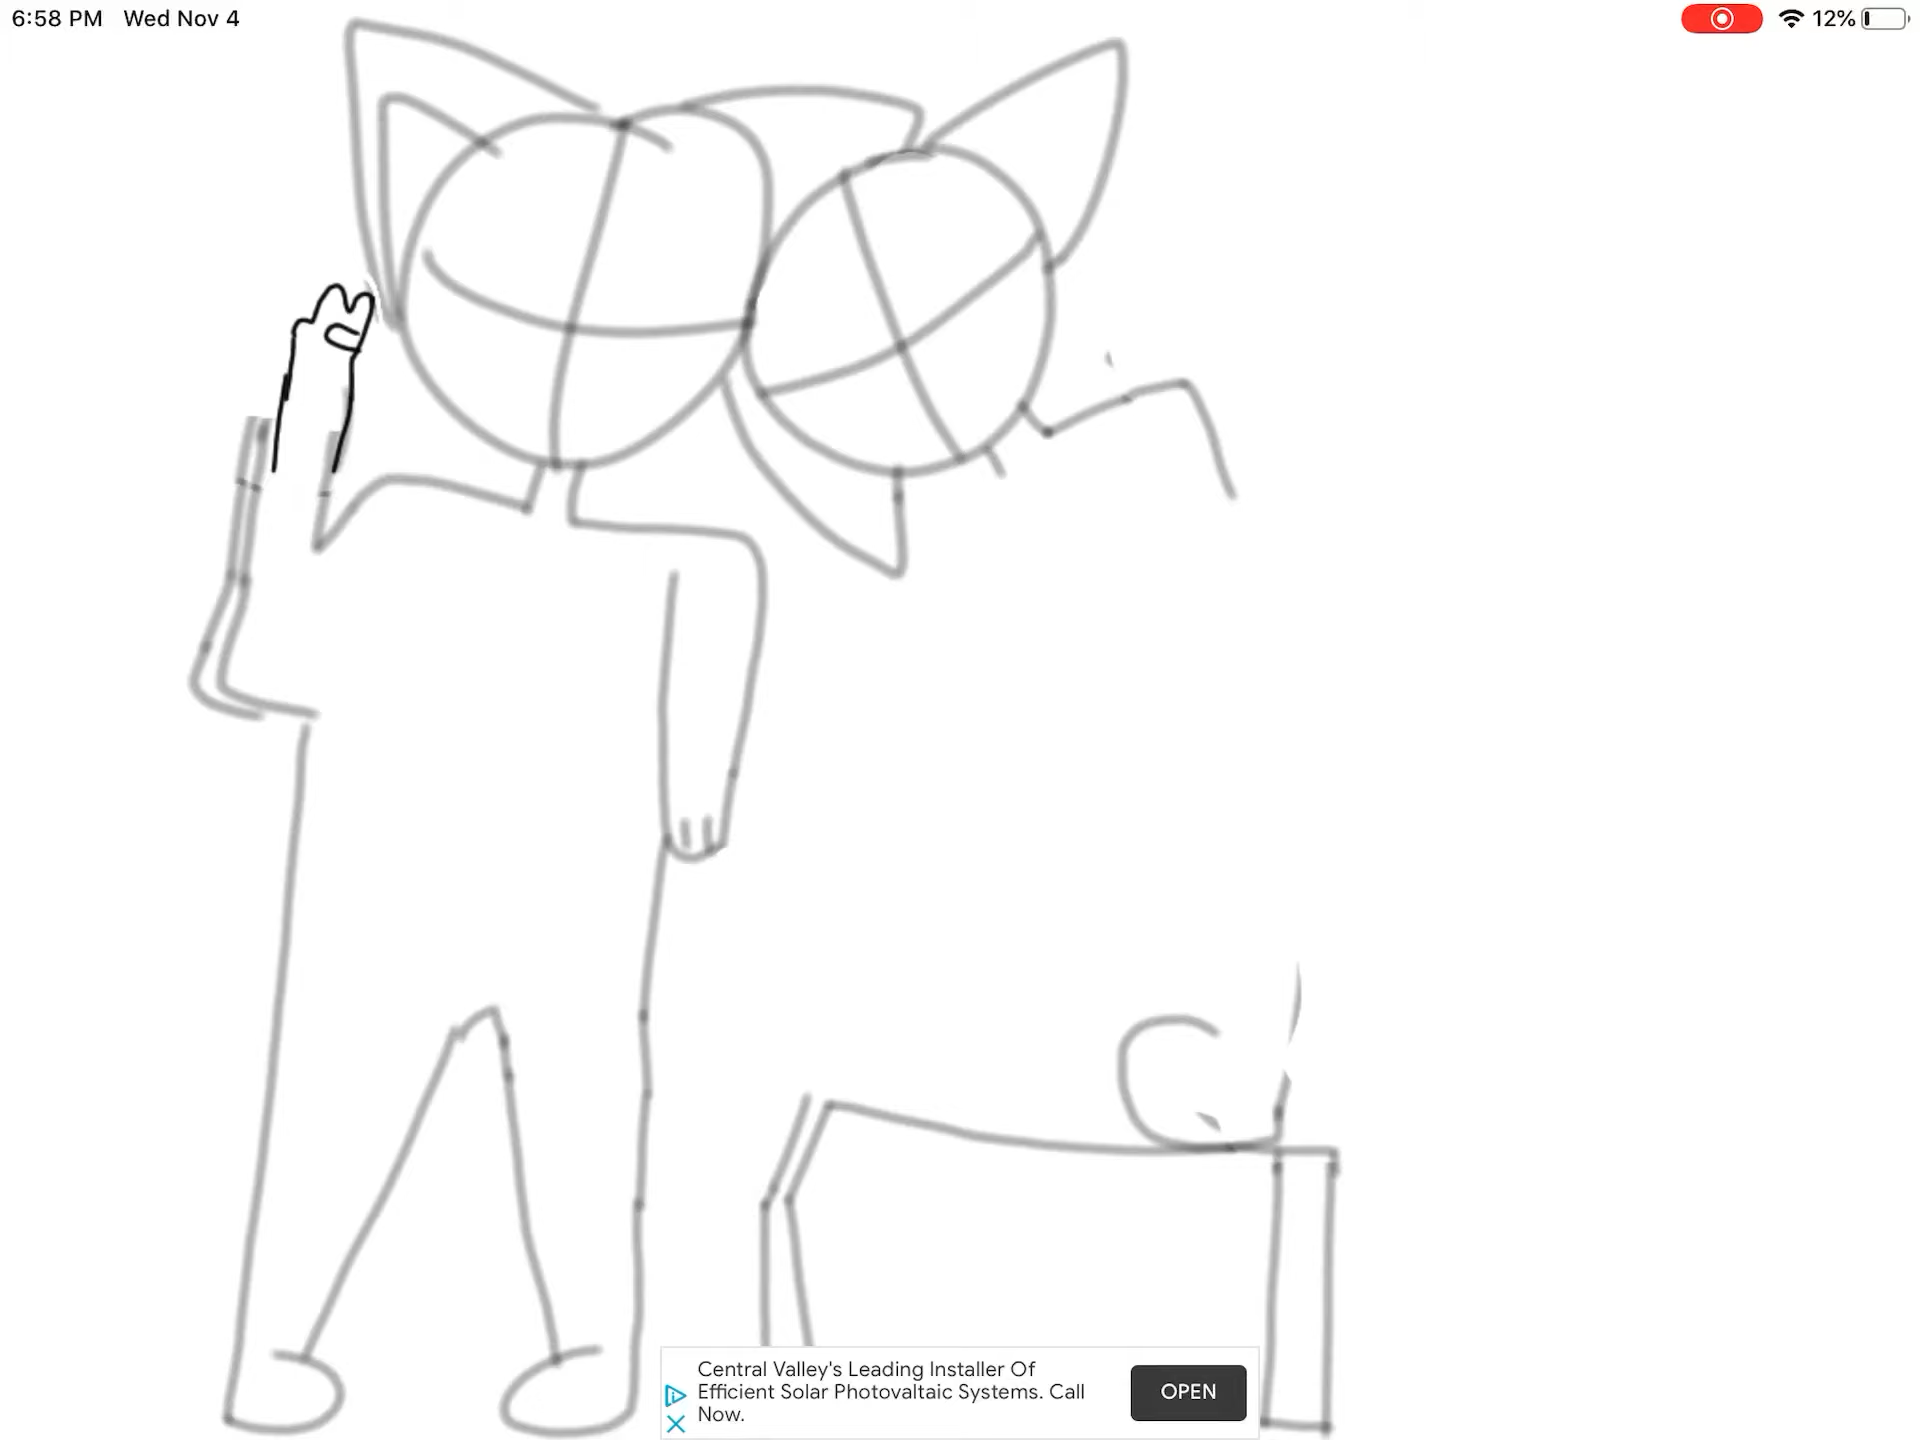 6:58 PM Wed Nov 4
12%
Central Valley's Leading Installer Of
Efficient Solar Photovaltaic Systems. Call
Now.
OPEN